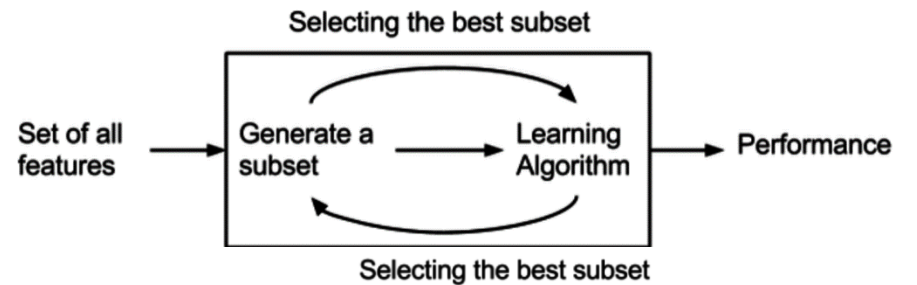 Selecting the best subset
Set of all
features
Generate a
subset
Learning
Algorithm
Performance
Selecting the best subset